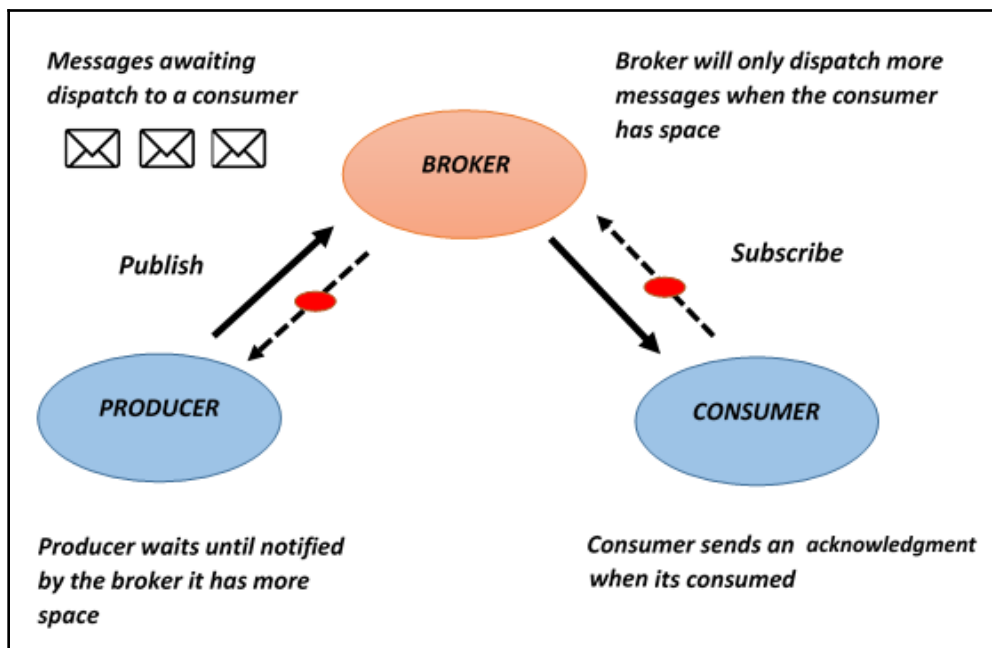 Messages awaiting
dispatch to a consumer
Broker will only dispatch more
messages when the consumer
has space
BROKER
Publish
Subscribe
PRODUCER
CONSUMER
Producer waits until notified
by the broker it has more
space
Consumer sends an acknowledgment
when its consumed